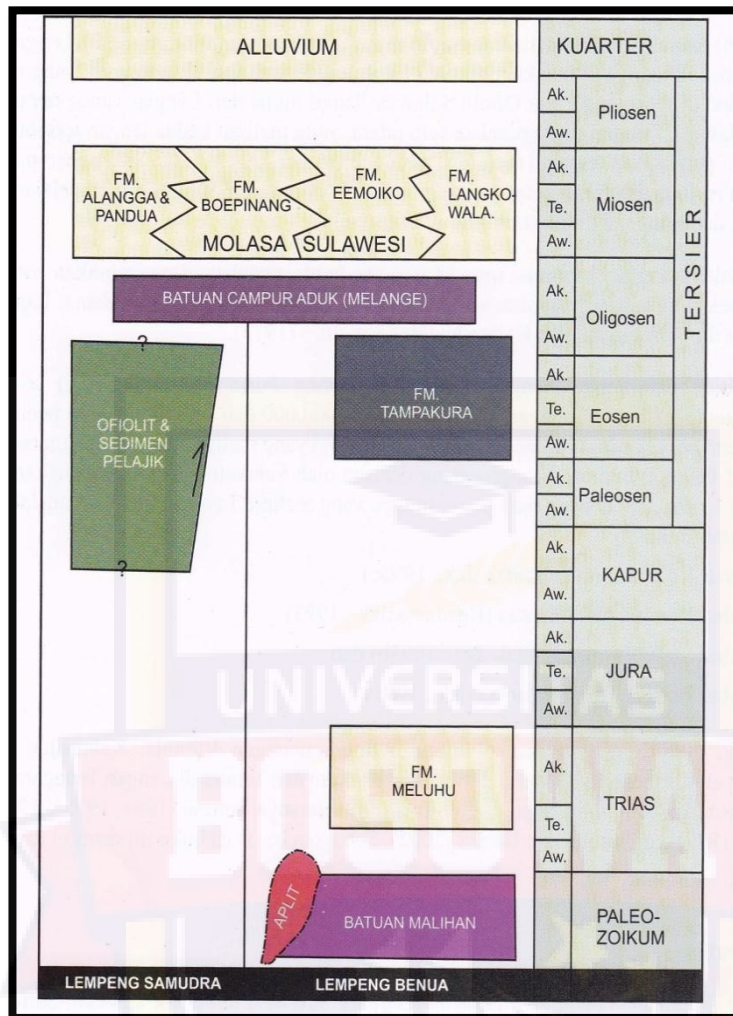 ALLUVIUM
KUARTER
Ak.
Pliosen
Aw.
FM.
ALANGGA &
PANDUA
FM.
BOEPINANG
FM.
EEMOIKO
FM.
LANGKO-
WALA.
MOLASA SULAWESI
Ak.
Te.
Miosen
Aw.
TERSIER
BATUAN CAMPUR ADUK (MELANGE)
Ak.
Oligosen
Aw.
?
OFIOLIT &
SEDIMEN
PELAJIK
?
FM.
TAMPAKURA
Ak.
Te.
Eosen
Aw.
Ak.
Paleosen
Aw.
Ak.
KAPUR
Aw.
Ak.
Te.
JURA
Aw.
UNIVERSITAS
BOSOWA
FM.
MELUHU
Ak.
TRIAS
Te.
Aw.
APLIT
BATUAN MALIHAN
PALEO-
ZOIKUM
LEMPENG SAMUDRA
LEMPENG BENUA